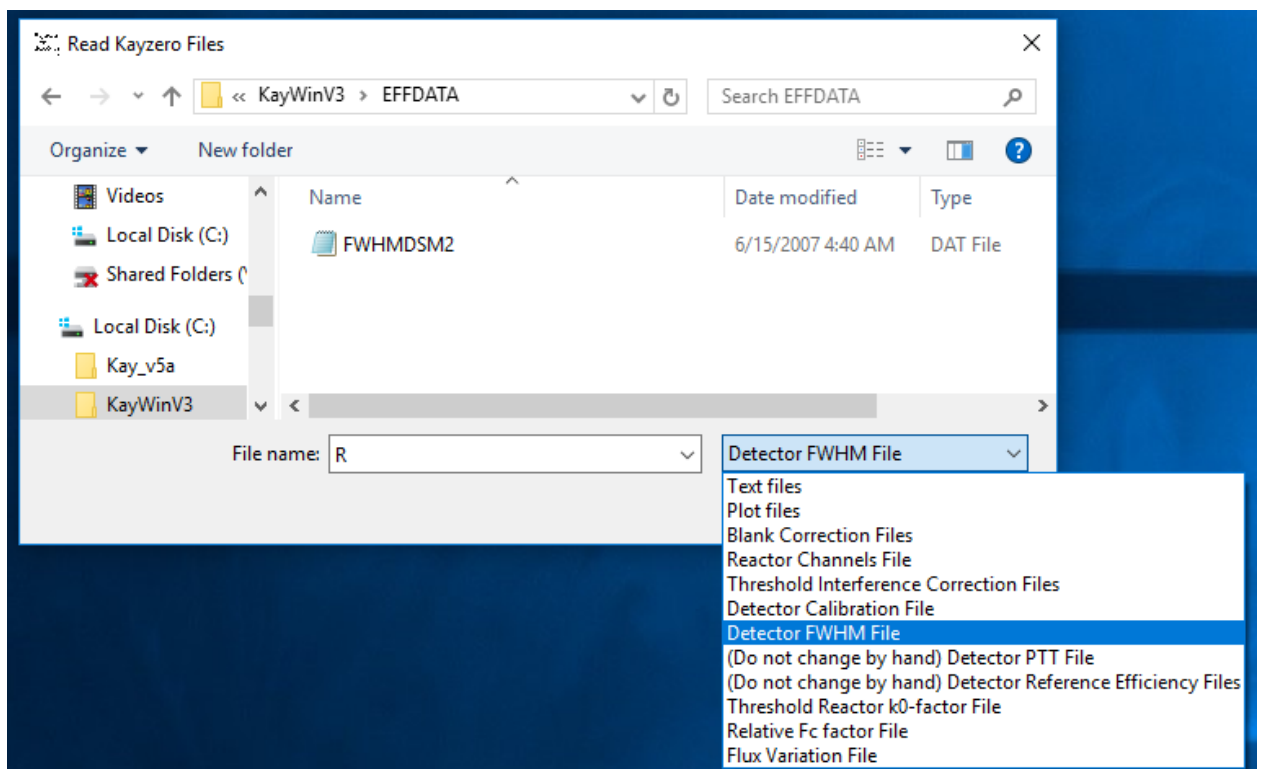 Read Kayzero Files
« KayWinV3 > EFFDATA
Search EFFDATA
Organize
New folder
?
Name
Date modified
Type
Videos
Local Disk (C:)
Shared Folders ('
Local Disk (C:)
Kay_v5a
KayWinV3
FWHMDSM2
6/15/2007 4:40 AM
DAT File
File name: R
Detector FWHM File
Text files
Plot files
Blank Correction Files
Reactor Channels File
Threshold Interference Correction Files
Detector Calibration File
Detector FWHM File
(Do not change by hand) Detector PTT File
(Do not change by hand) Detector Reference Efficiency Files
Threshold Reactor k0-factor File
Relative Fc factor File
Flux Variation File